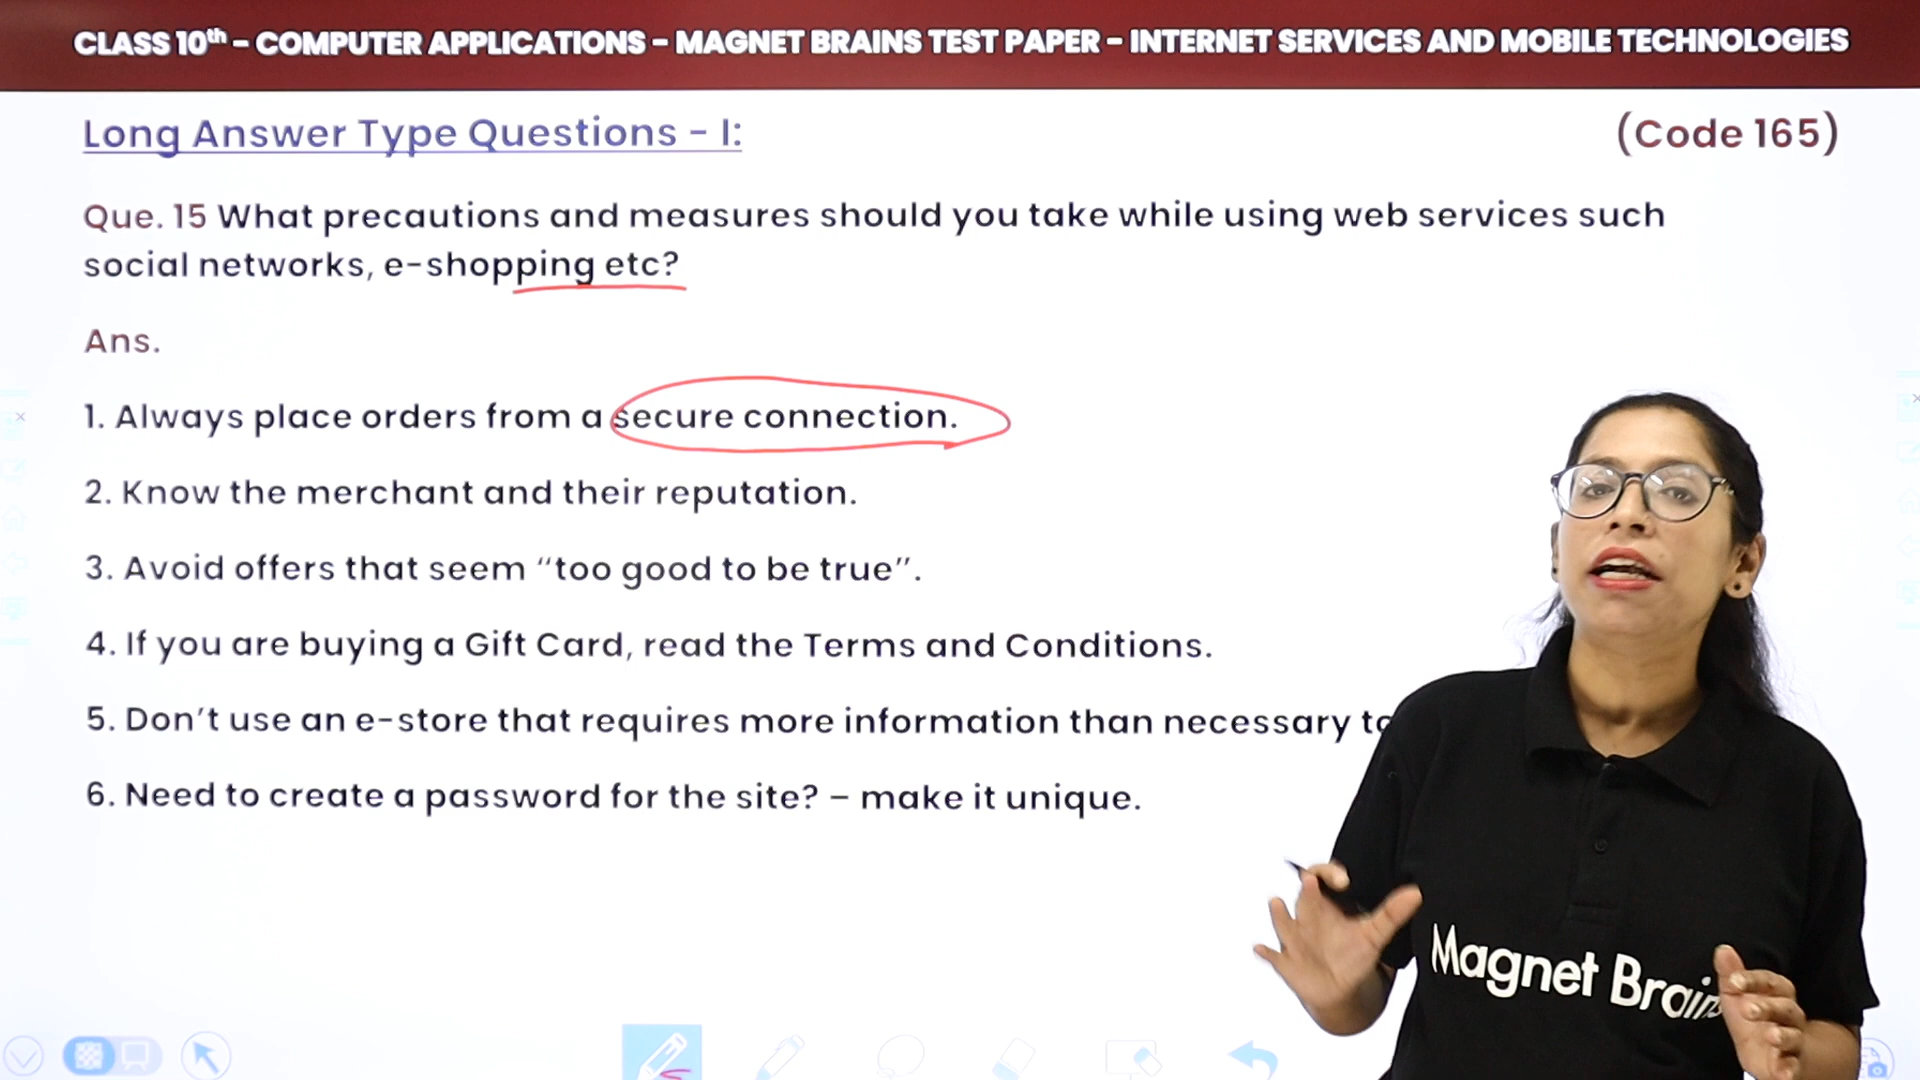 CLASS 10th - COMPUTER APPLICATIONS - MAGNET BRAINS TEST PAPER - INTERNET SERVICES AND MOBILE TECHNOLOGIES
Long Answer Type Questions - I:
(Code 165)
Que. 15 What precautions and measures should you take while using web services such
social networks, e-shopping etc?
Ans.
1. Always place orders from a secure connection.
2. Know the merchant and their reputation.
3. Avoid offers that seem “too good to be true”.
4. If you are buying a Gift Card, read the Terms and Conditions.
5. Don’t use an e-store that requires more information than necessary to
6. Need to create a password for the site? – make it unique.
Magnet Brains